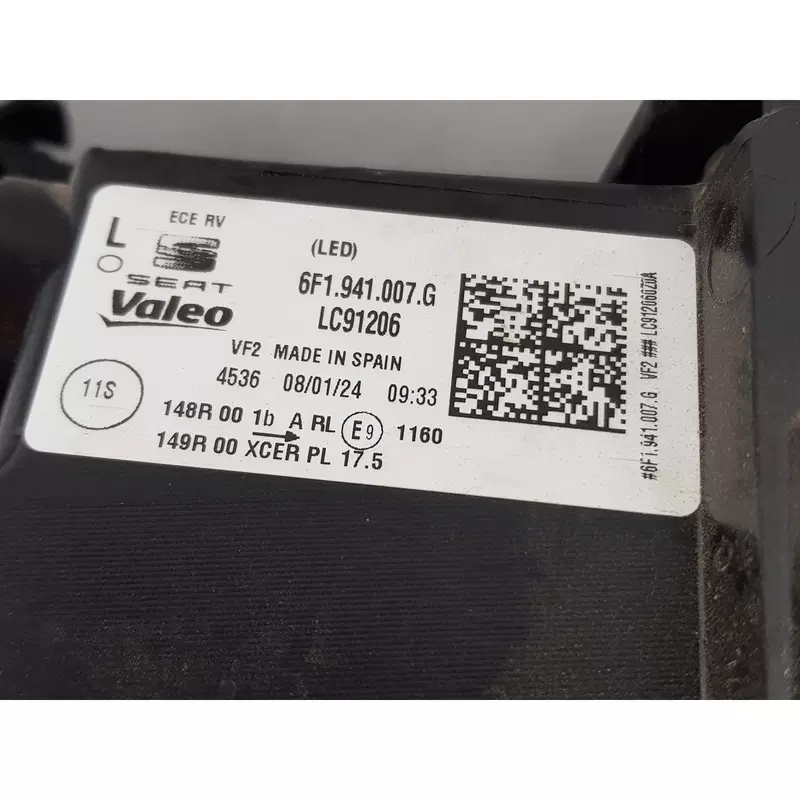 ECE RV
L
(LED)
SEAT
6F1.941.007.G
Valeo
LC91206
VF2 MADE IN SPAIN
4536 08/01/24 09:33
11S
148R 00 1b A RL E9 1160
149R 00 XCER PL 17.5
#6F1.941.007.G VF2 ### LC912060Z0A